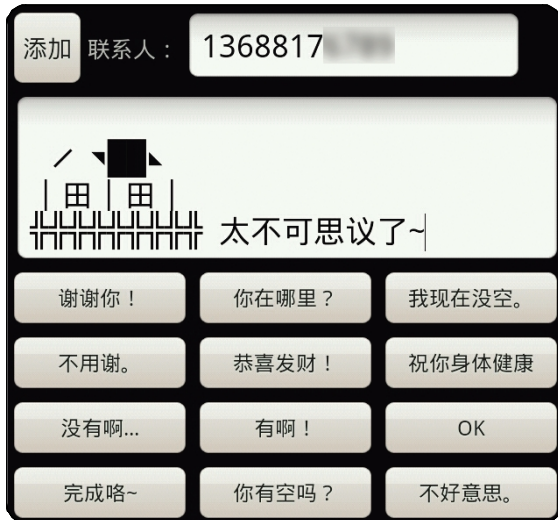 添加 联系人： 1368817
╱ ◥██◣
｜田｜田｜
╬╬╬╬╬╬╬╬╬ 太不可思议了~
谢谢你！ 你在哪里？ 我现在没空。
不用谢。 恭喜发财！ 祝你身体健康
没有啊... 有啊！ OK
完成咯~ 你有空吗？ 不好意思。